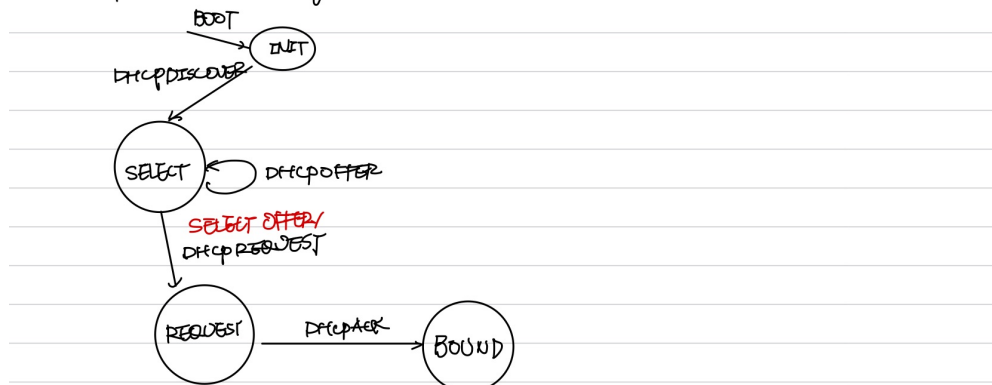 BOOT
INIT
DHCPDISCOVER
SELECT
DHCPOFFER
SELECT OFFER/
DHCPREQUEST
REQUEST
DHCPACK
BOUND